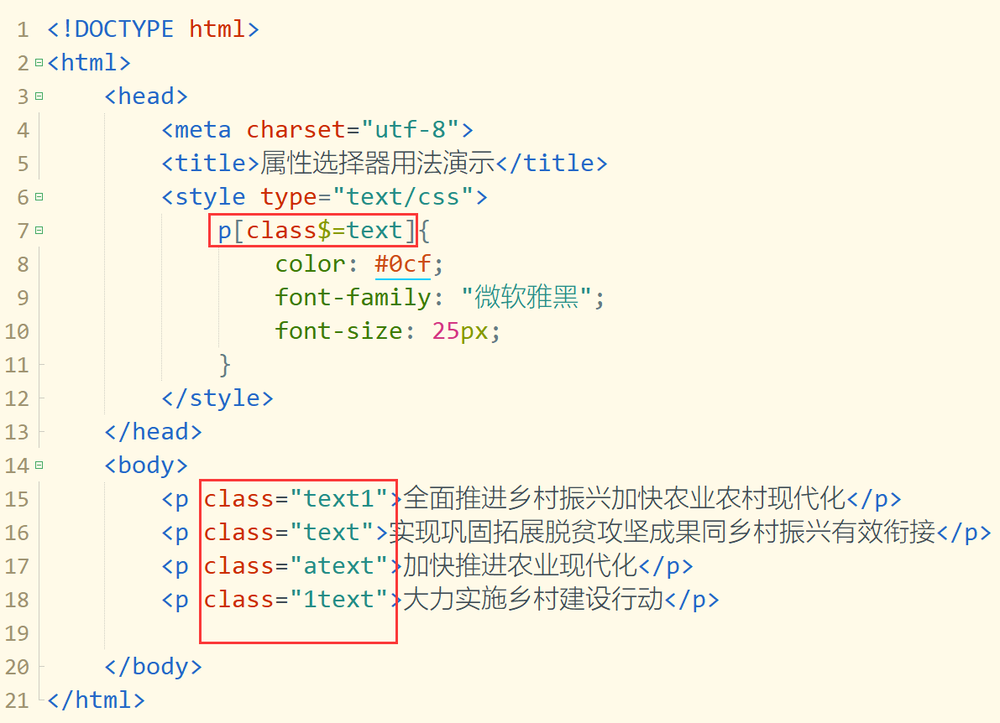 1 <!DOCTYPE html>
2 <html>
3 <head>
4 <meta charset="utf-8">
5 <title>属性选择器用法演示</title>
6 <style type="text/css">
7 p[class$=text]{
8 color: #0cf;
9 font-family: "微软雅黑";
10 font-size: 25px;
11 }
12 </style>
13 </head>
14 <body>
15 <p class="text1">全面推进乡村振兴加快农业农村现代化</p>
16 <p class="text">实现巩固拓展脱贫攻坚成果同乡村振兴有效衔接</p>
17 <p class="atext">加快推进农业现代化</p>
18 <p class="1text">大力实施乡村建设行动</p>
19
20 </body>
21 </html>